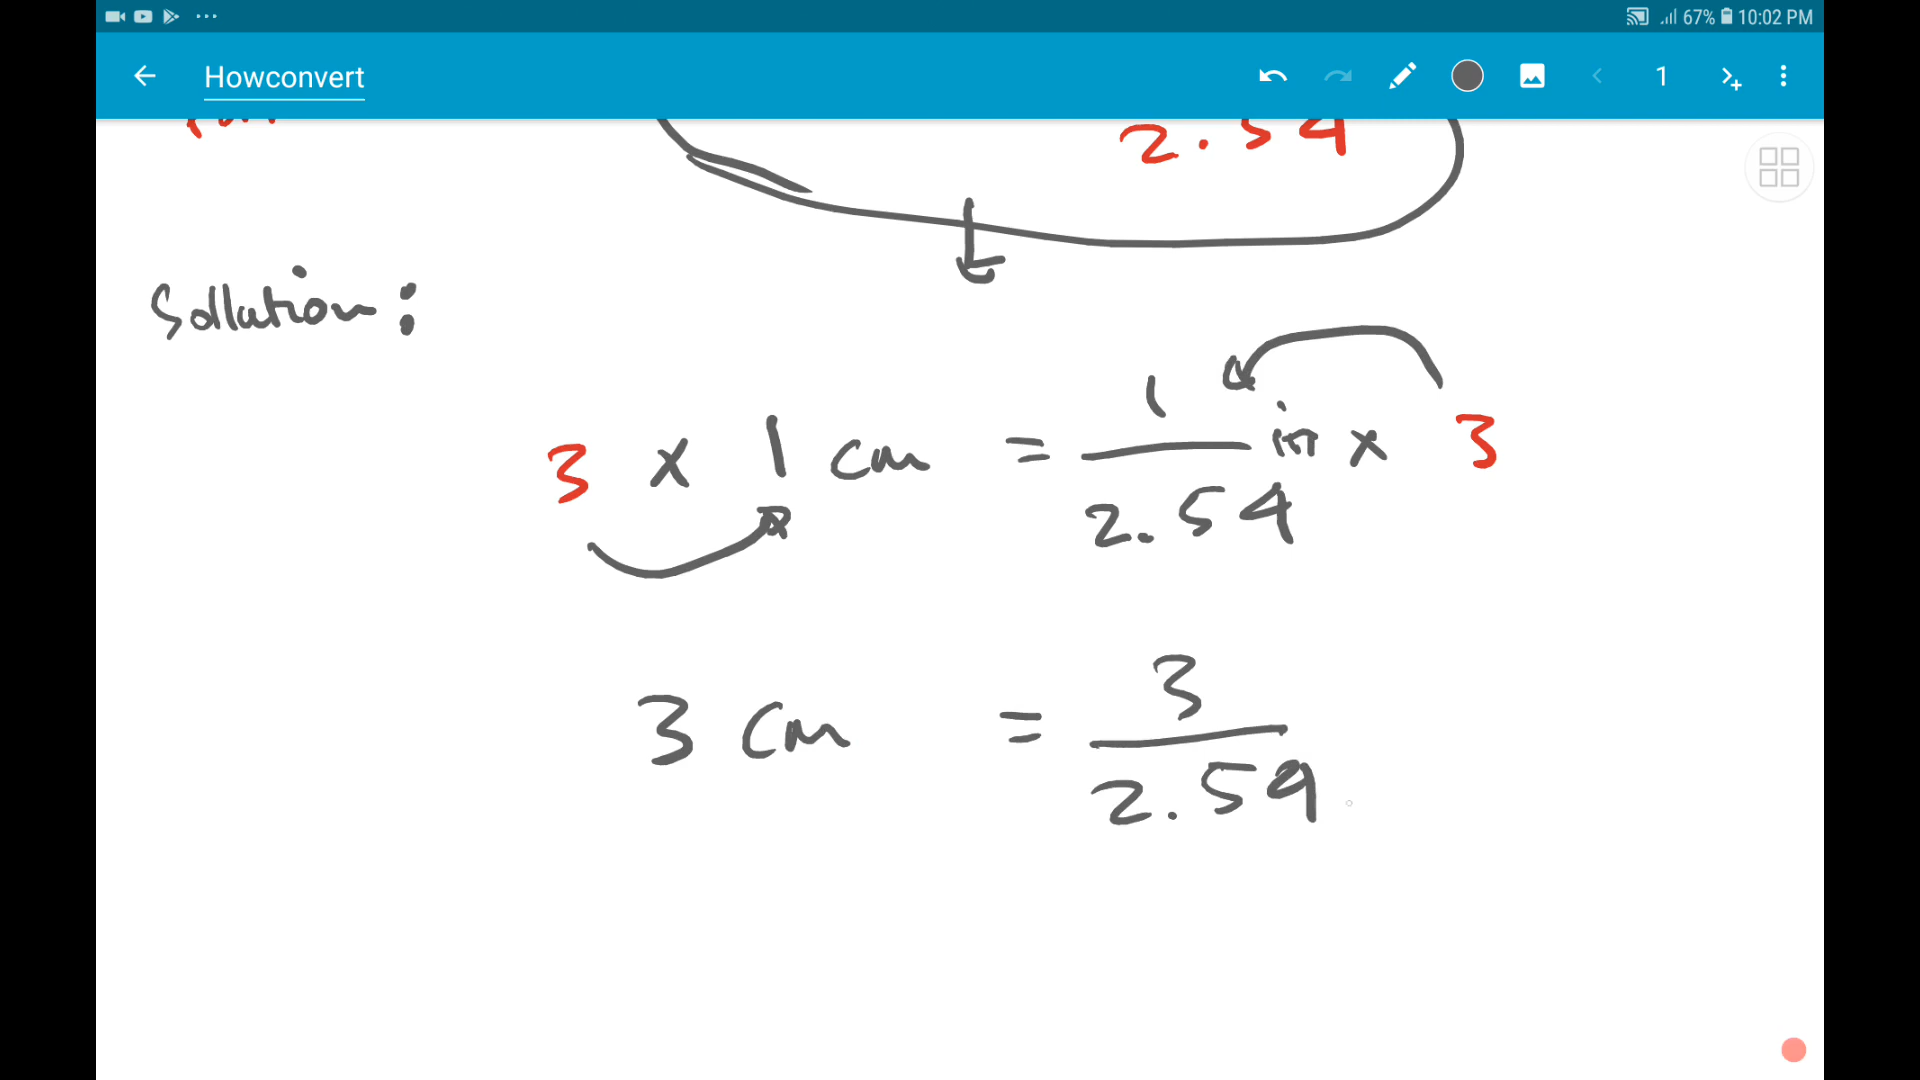 67% 10:02 PM
Howconvert 1
2.54
Sollution:
3 x 1 cm = 1/2.54 in x 3
3 cm = 3/2.54